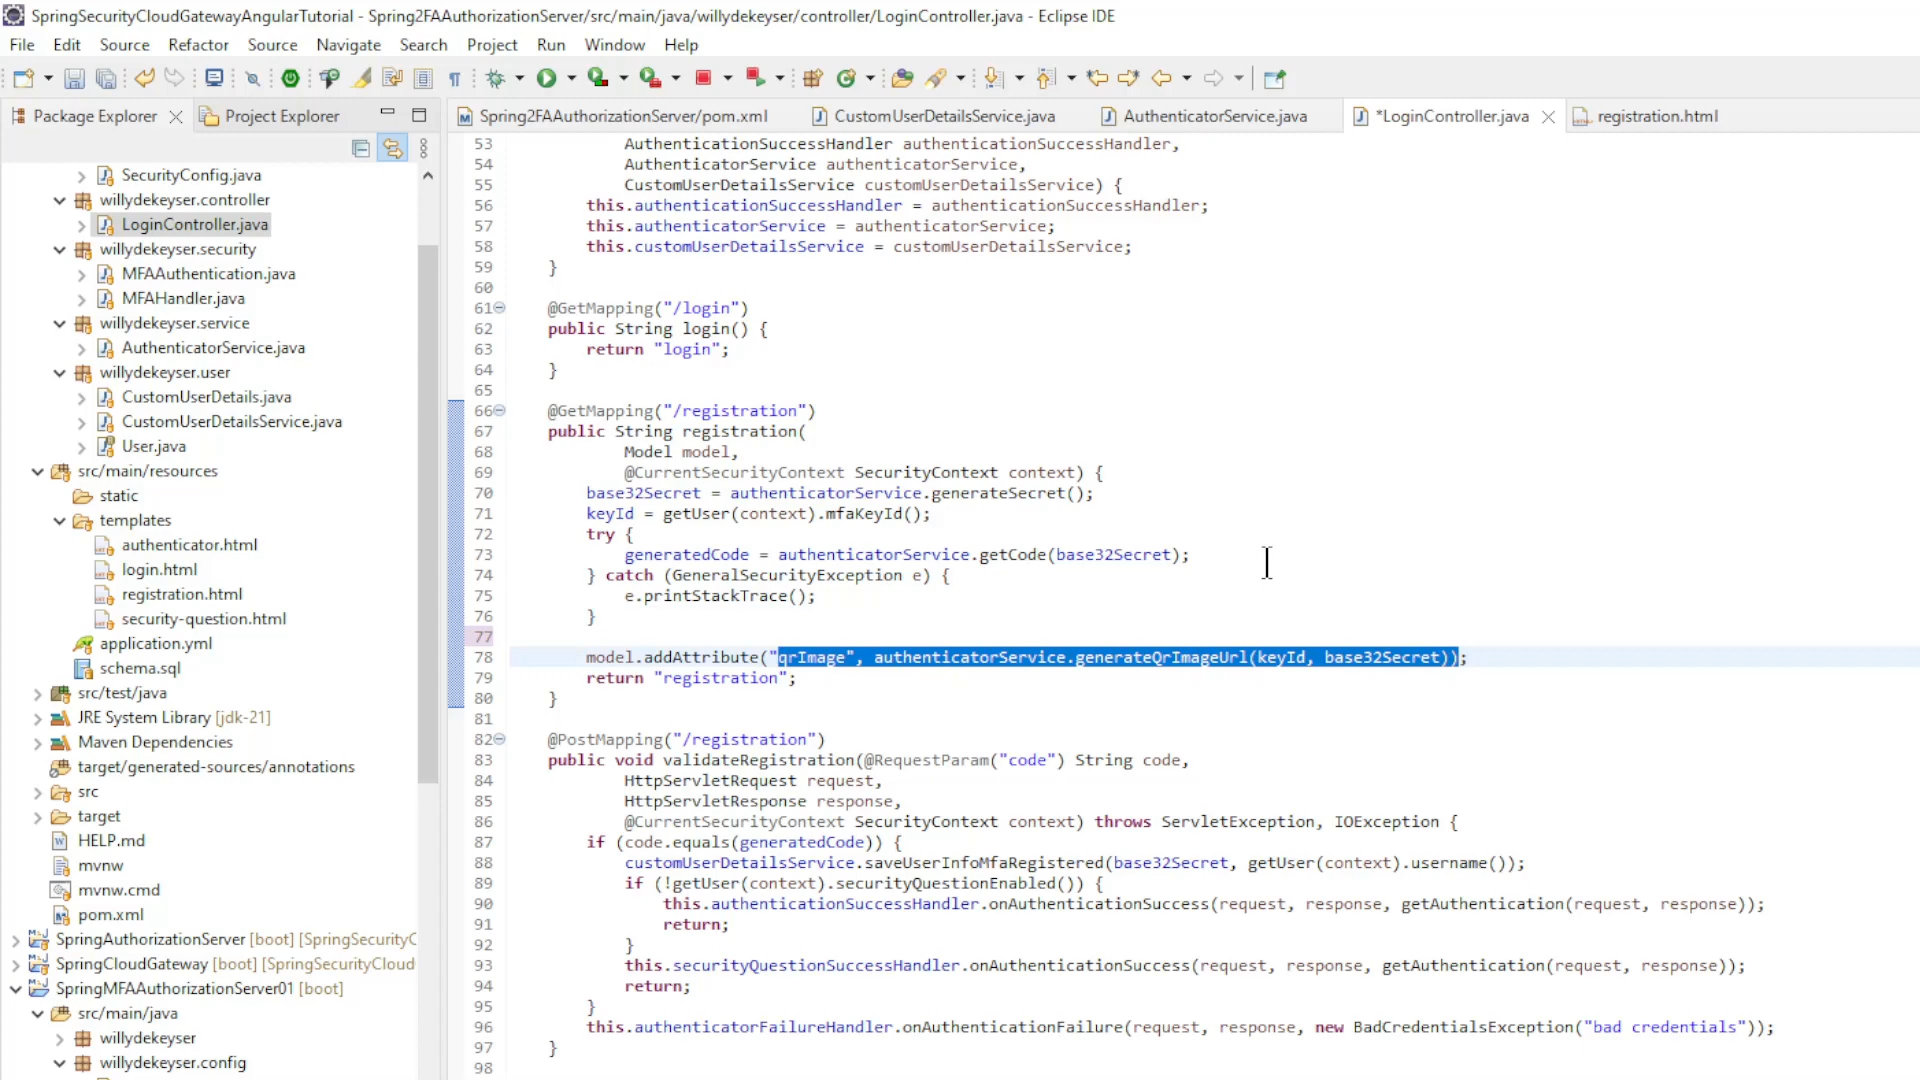 SpringSecurityCloudGatewayAngularTutorial - Spring2FAAuthorizationServer/src/main/java/willydekeyser/controller/LoginController.java - Eclipse IDE
File Edit Source Refactor Source Navigate Search Project Run Window Help
Package Explorer Project Explorer
Spring2FAAuthorizationServer/pom.xml CustomUserDetailsService.java AuthenticatorService.java *LoginController.java registration.html
SecurityConfig.java
willydekeyser.controller
LoginController.java
willydekeyser.security
MFAAuthentication.java
MFAHandler.java
willydekeyser.service
AuthenticatorService.java
willydekeyser.user
CustomUserDetails.java
CustomUserDetailsService.java
User.java
src/main/resources
static
templates
authenticator.html
login.html
registration.html
security-question.html
application.yml
schema.sql
src/test/java
JRE System Library [jdk-21]
Maven Dependencies
target/generated-sources/annotations
src
target
HELP.md
mvnw
mvnw.cmd
pom.xml
SpringAuthorizationServer [boot] [SpringSecurityC
SpringCloudGateway [boot] [SpringSecurityCloud
SpringMFAAuthorizationServer01 [boot]
src/main/java
willydekeyser
willydekeyser.config
53 AuthenticationSuccessHandler authenticationSuccessHandler,
54 AuthenticatorService authenticatorService,
55 CustomUserDetailsService customUserDetailsService) {
56 this.authenticationSuccessHandler = authenticationSuccessHandler;
57 this.authenticatorService = authenticatorService;
58 this.customUserDetailsService = customUserDetailsService;
59 }
60
61 @GetMapping("/login")
62 public String login() {
63 return "login";
64 }
65
66 @GetMapping("/registration")
67 public String registration(
68 Model model,
69 @CurrentSecurityContext SecurityContext context) {
70 base32Secret = authenticatorService.generateSecret();
71 keyId = getUser(context).mfaKeyId();
72 try {
73 generatedCode = authenticatorService.getCode(base32Secret);
74 } catch (GeneralSecurityException e) {
75 e.printStackTrace();
76 }
77
78 model.addAttribute("qrImage", authenticatorService.generateQrImageUrl(keyId, base32Secret));
79 return "registration";
80 }
81
82 @PostMapping("/registration")
83 public void validateRegistration(@RequestParam("code") String code,
84 HttpServletRequest request,
85 HttpServletResponse response,
86 @CurrentSecurityContext SecurityContext context) throws ServletException, IOException {
87 if (code.equals(generatedCode)) {
88 customUserDetailsService.saveUserInfoMfaRegistered(base32Secret, getUser(context).username());
89 if (!getUser(context).securityQuestionEnabled()) {
90 this.authenticationSuccessHandler.onAuthenticationSuccess(request, response, getAuthentication(request, response));
91 return;
92 }
93 this.securityQuestionSuccessHandler.onAuthenticationSuccess(request, response, getAuthentication(request, response));
94 return;
95 }
96 this.authenticatorFailureHandler.onAuthenticationFailure(request, response, new BadCredentialsException("bad credentials"));
97 }
98